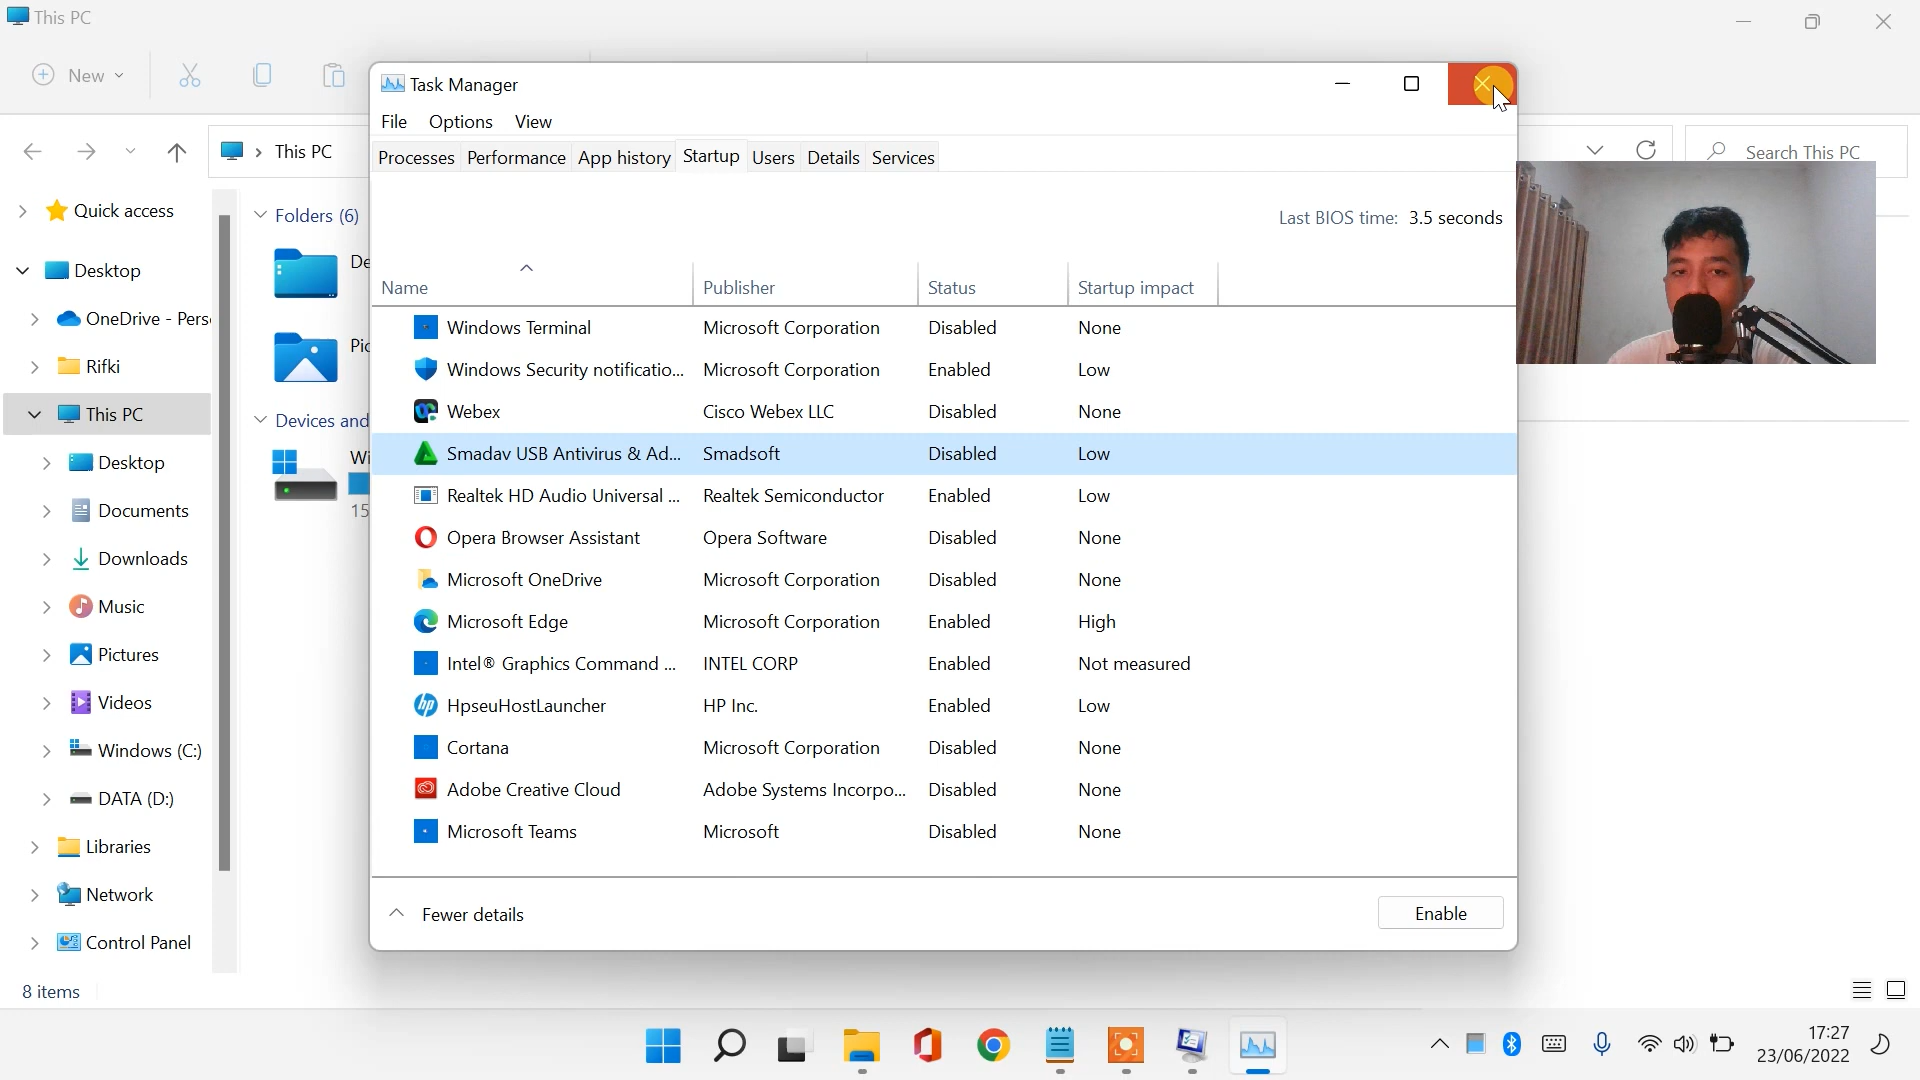 This PC
New
Task Manager
File Options View
This PC
Search This PC
Processes Performance App history Startup Users Details Services
Quick access
Folders (6)
Last BIOS time: 3.5 seconds
Desktop
Name Publisher Status Startup impact
OneDrive - Pers
Windows Terminal Microsoft Corporation Disabled None
Rifki
Windows Security notificatio... Microsoft Corporation Enabled Low
This PC
Devices and
Webex Cisco Webex LLC Disabled None
Desktop
Smadav USB Antivirus & Ad... Smadsoft Disabled Low
Documents
Realtek HD Audio Universal ... Realtek Semiconductor Enabled Low
Downloads
Opera Browser Assistant Opera Software Disabled None
Music
Microsoft OneDrive Microsoft Corporation Disabled None
Pictures
Microsoft Edge Microsoft Corporation Enabled High
Videos
Intel® Graphics Command ... INTEL CORP Enabled Not measured
HpseuHostLauncher HP Inc. Enabled Low
Windows (C:)
Cortana Microsoft Corporation Disabled None
DATA (D:)
Adobe Creative Cloud Adobe Systems Incorpo... Disabled None
Libraries
Microsoft Teams Microsoft Disabled None
Network
Fewer details
Enable
Control Panel
8 items
17:27
23/06/2022